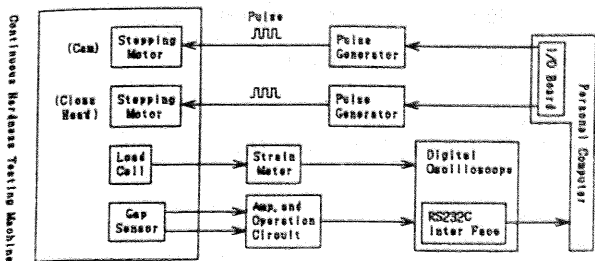 Continuous Hardness Testing Machine
Pulse
(Cam)
Stepping
Motor
Pulse
Generator
I/O Board
Personal Computer
(Closs
Head)
Stepping
Motor
Pulse
Generator
Load
Cell
Strain
Meter
Digital
Oscilloscope
Gap
Sensor
Amp. and
Operation
Circuit
RS232C
Inter Face